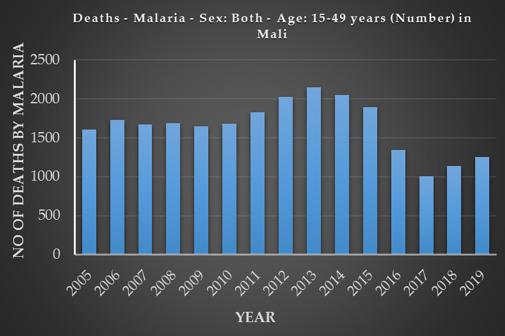 Deaths - Malaria - Sex: Both - Age: 15-49 years (Number) in
Mali
NO OF DEATHS BY MALARIA
2500
2000
1500
1000
500
0
2005 2006 2007 2008 2009 2010 2011 2012 2013 2014 2015 2016 2017 2018 2019
YEAR